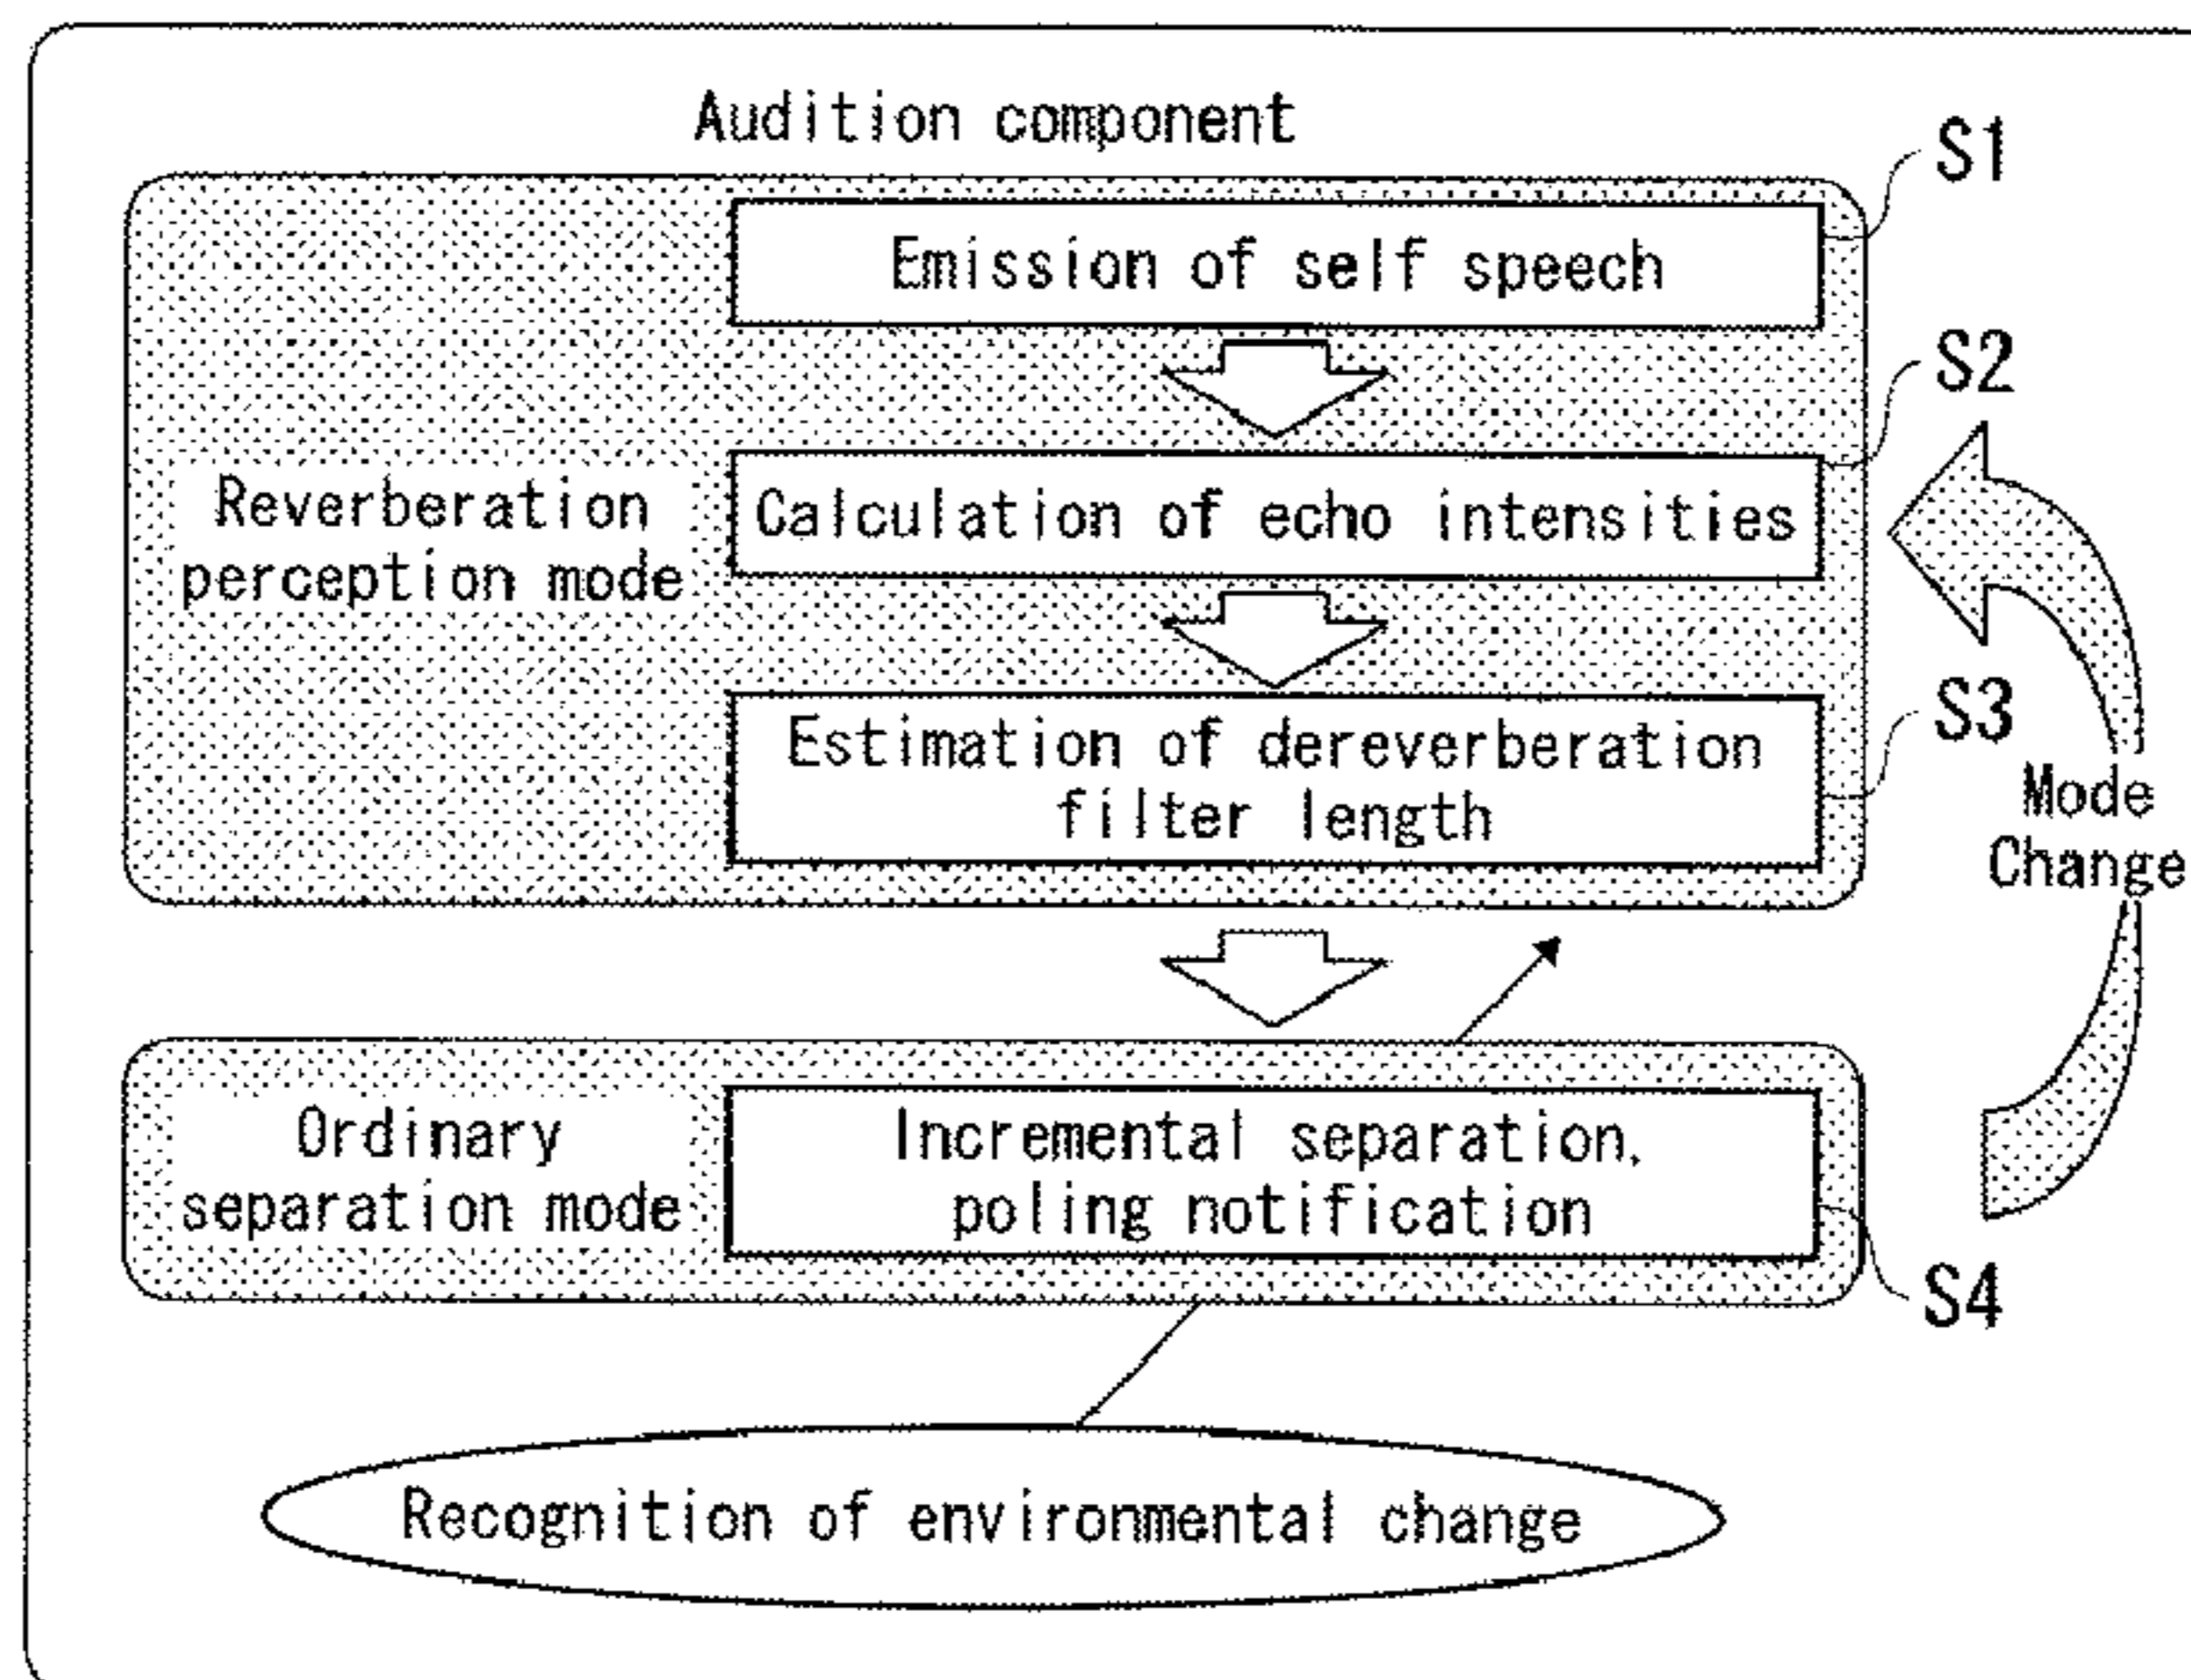 Audition component
S1
Emission of self speech
S2
Reverberation
perception mode
Calculation of echo intensities
S3
Estimation of dereverberation
filter length
Mode
Change
Ordinary
separation mode
Incremental separation,
poling notification
S4
Recognition of environmental change